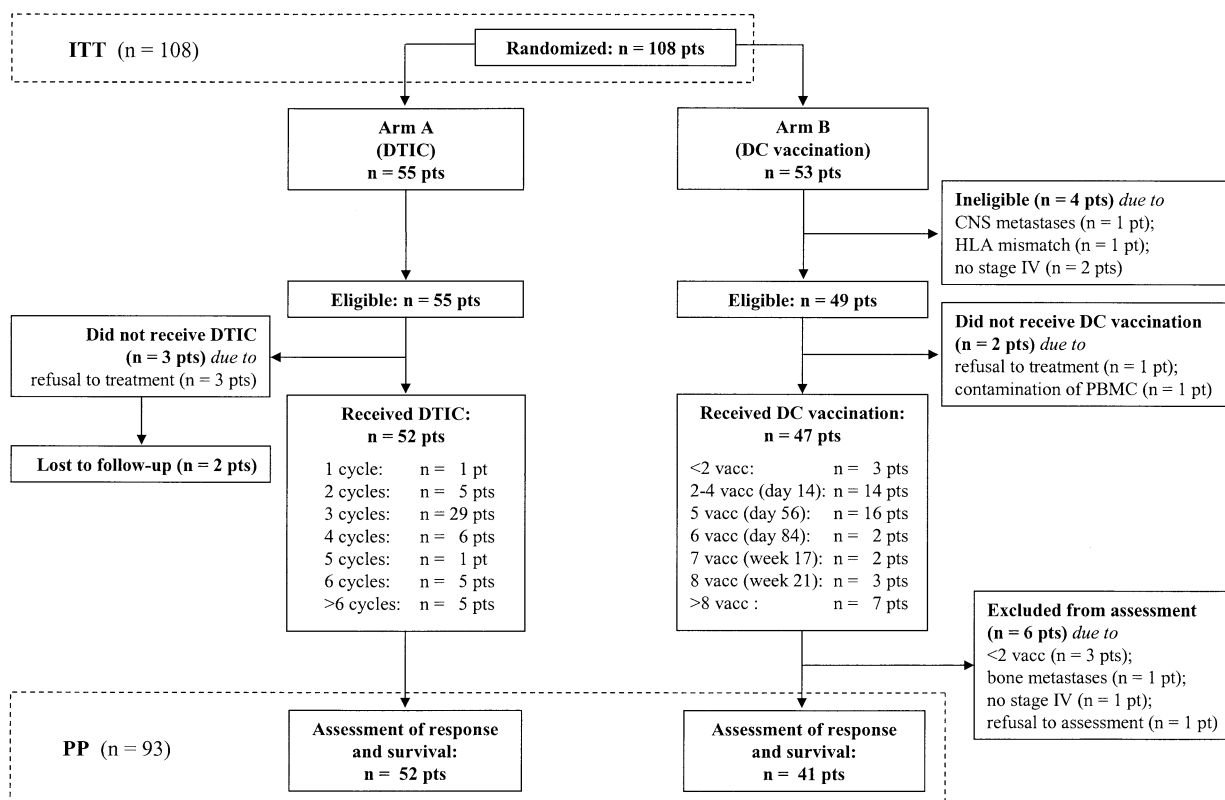 ITT (n = 108)
Randomized: n = 108 pts
Arm A
(DTIC)
n = 55 pts
Arm B
(DC vaccination)
n = 53 pts
Ineligible (n = 4 pts) due to
CNS metastases (n = 1 pt);
HLA mismatch (n = 1 pt);
no stage IV (n = 2 pts)
Eligible: n = 55 pts
Eligible: n = 49 pts
Did not receive DTIC
(n = 3 pts) due to
refusal to treatment (n = 3 pts)
Did not receive DC vaccination
(n = 2 pts) due to
refusal to treatment (n = 1 pt);
contamination of PBMC (n = 1 pt)
Lost to follow-up (n = 2 pts)
Received DTIC:
n = 52 pts
1 cycle: n = 1 pt
2 cycles: n = 5 pts
3 cycles: n = 29 pts
4 cycles: n = 6 pts
5 cycles: n = 1 pt
6 cycles: n = 5 pts
>6 cycles: n = 5 pts
Received DC vaccination:
n = 47 pts
<2 vacc: n = 3 pts
2-4 vacc (day 14): n = 14 pts
5 vacc (day 56): n = 16 pts
6 vacc (day 84): n = 2 pts
7 vacc (week 17): n = 2 pts
8 vacc (week 21): n = 3 pts
>8 vacc : n = 7 pts
Excluded from assessment
(n = 6 pts) due to
<2 vacc (n = 3 pts);
bone metastases (n = 1 pt);
no stage IV (n = 1 pt);
refusal to assessment (n = 1 pt)
PP (n = 93)
Assessment of response
and survival:
n = 52 pts
Assessment of response
and survival:
n = 41 pts